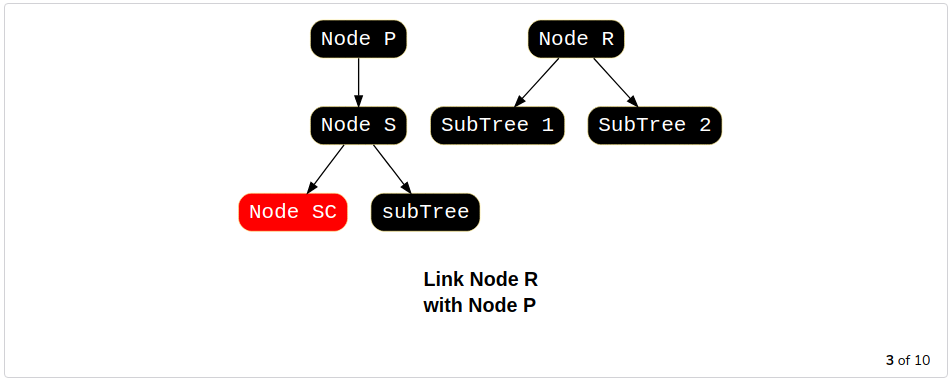 Node P
Node R
Node S
SubTree 1
SubTree 2
Node SC
subTree
Link Node R
with Node P
3 of 10